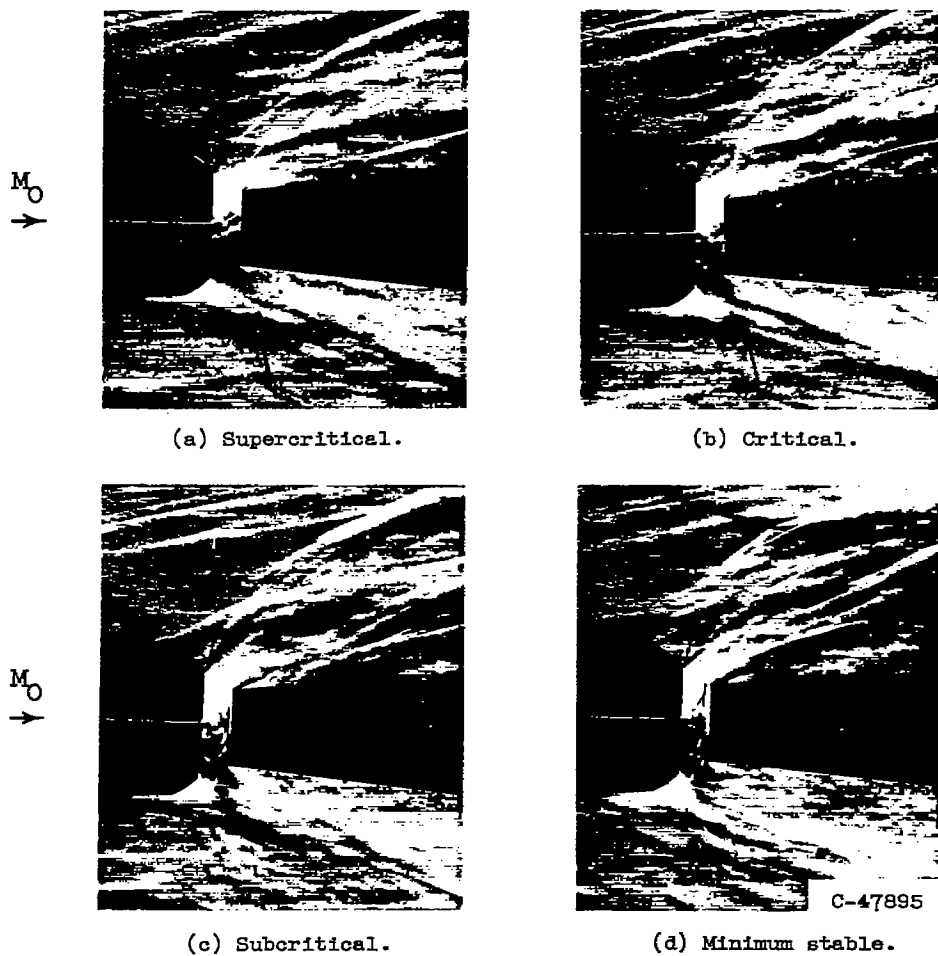 M₀
→
(a) Supercritical.
(b) Critical.
M₀
→
(c) Subcritical.
C-47895
(d) Minimum stable.